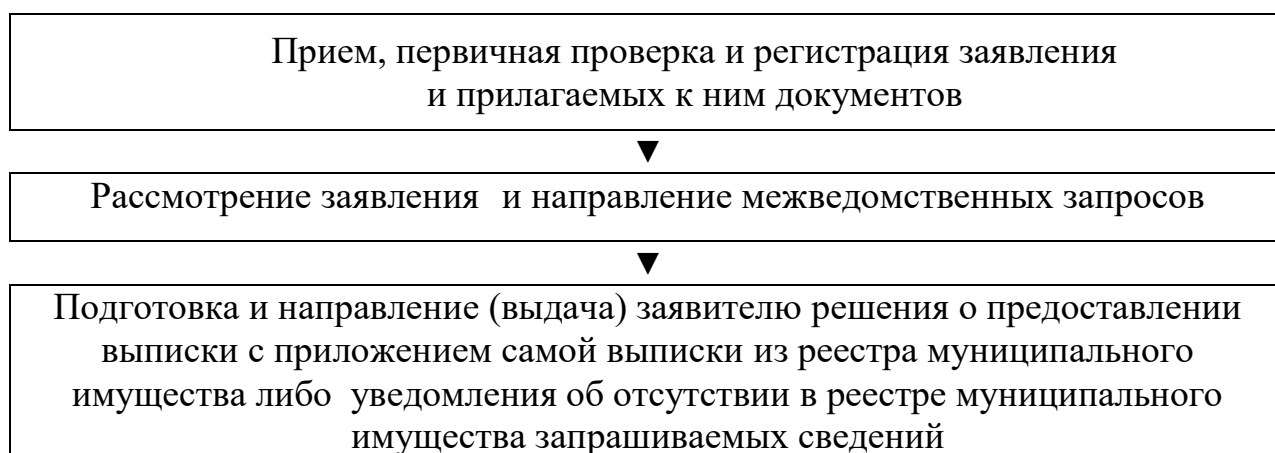 Прием, первичная проверка и регистрация заявления
и прилагаемых к ним документов
▼
Рассмотрение заявления и направление межведомственных запросов
▼
Подготовка и направление (выдача) заявителю решения о предоставлении
выписки с приложением самой выписки из реестра муниципального
имущества либо уведомления об отсутствии в реестре муниципального
имущества запрашиваемых сведений